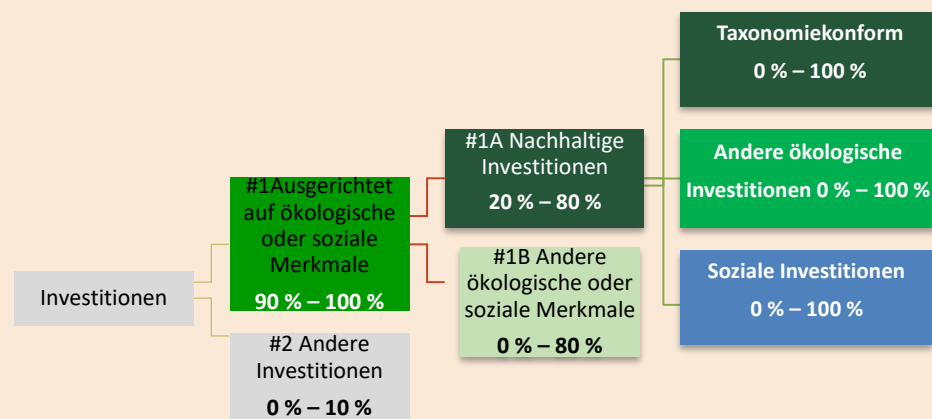 Investitionen
#1Ausgerichtet
auf ökologische
oder soziale
Merkmale
90 % – 100 %
#2 Andere
Investitionen
0 % – 10 %
#1A Nachhaltige
Investitionen
20 % – 80 %
#1B Andere
ökologische oder
soziale Merkmale
0 % – 80 %
Taxonomiekonform
0 % – 100 %
Andere ökologische
Investitionen 0 % – 100 %
Soziale Investitionen
0 % – 100 %